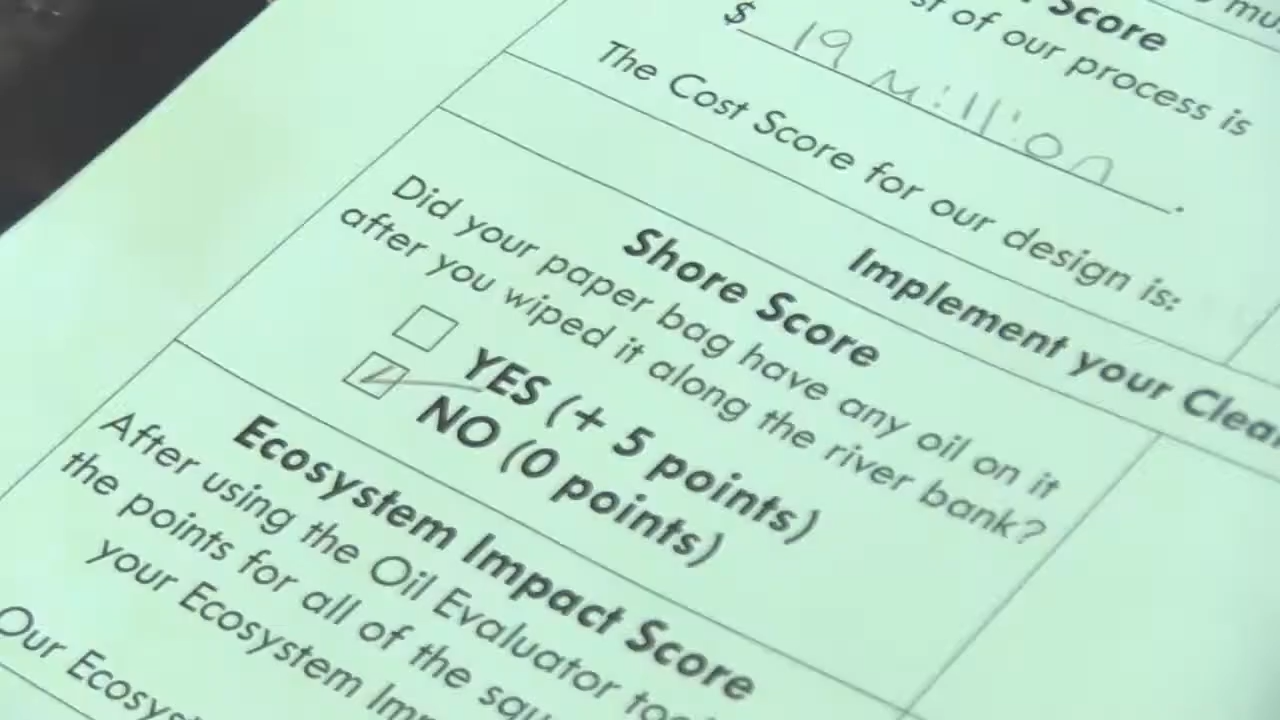 Score
of our process is
$ 19 million.
The Cost Score for our design is:
Implement your Clea
Shore Score
Did your paper bag have any oil on it
after you wiped it along the river bank?
YES (+ 5 points)
NO (0 points)
Ecosystem Impact Score
After using the Oil Evaluator too
the points for all of the squ
your Ecosystem Imp
Our Ecosyst